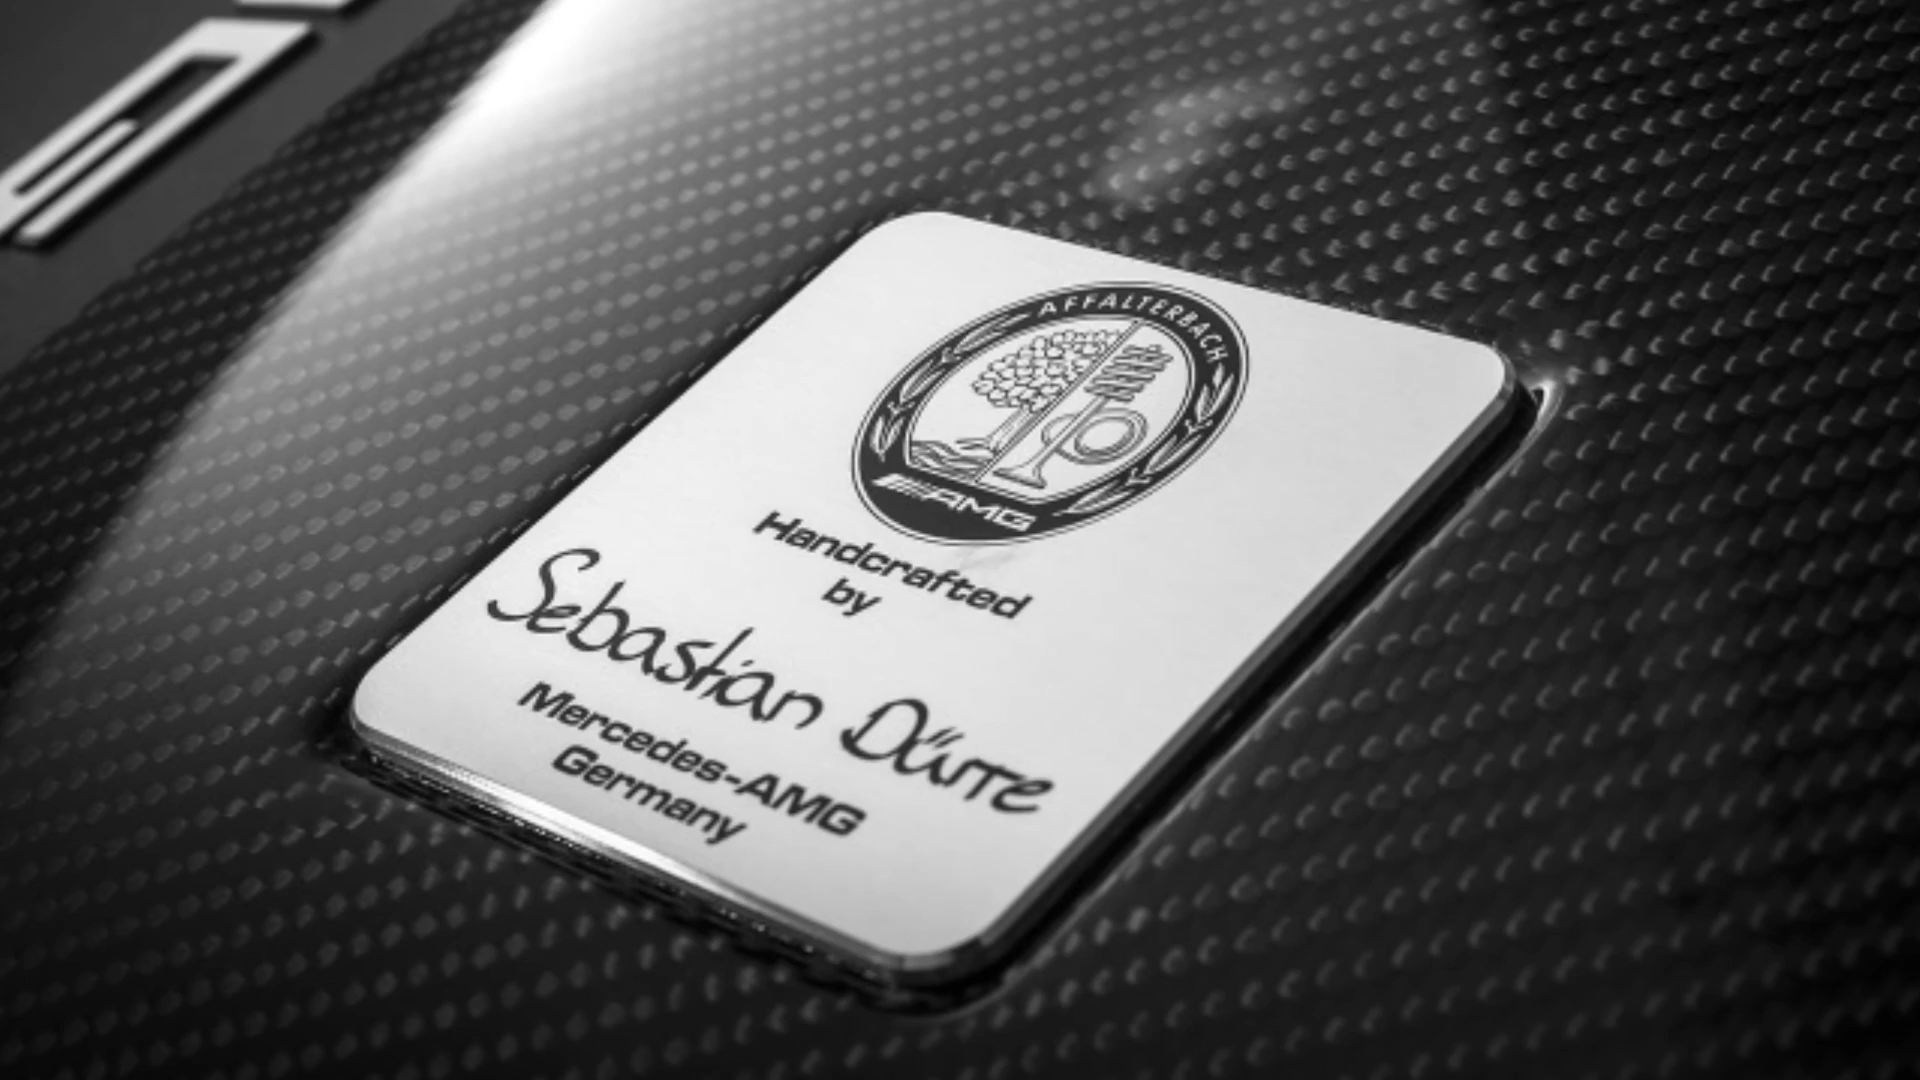 AFFALTERBACH
AMG
Handcrafted
by
Sebastian Dürre
Mercedes-AMG
Germany